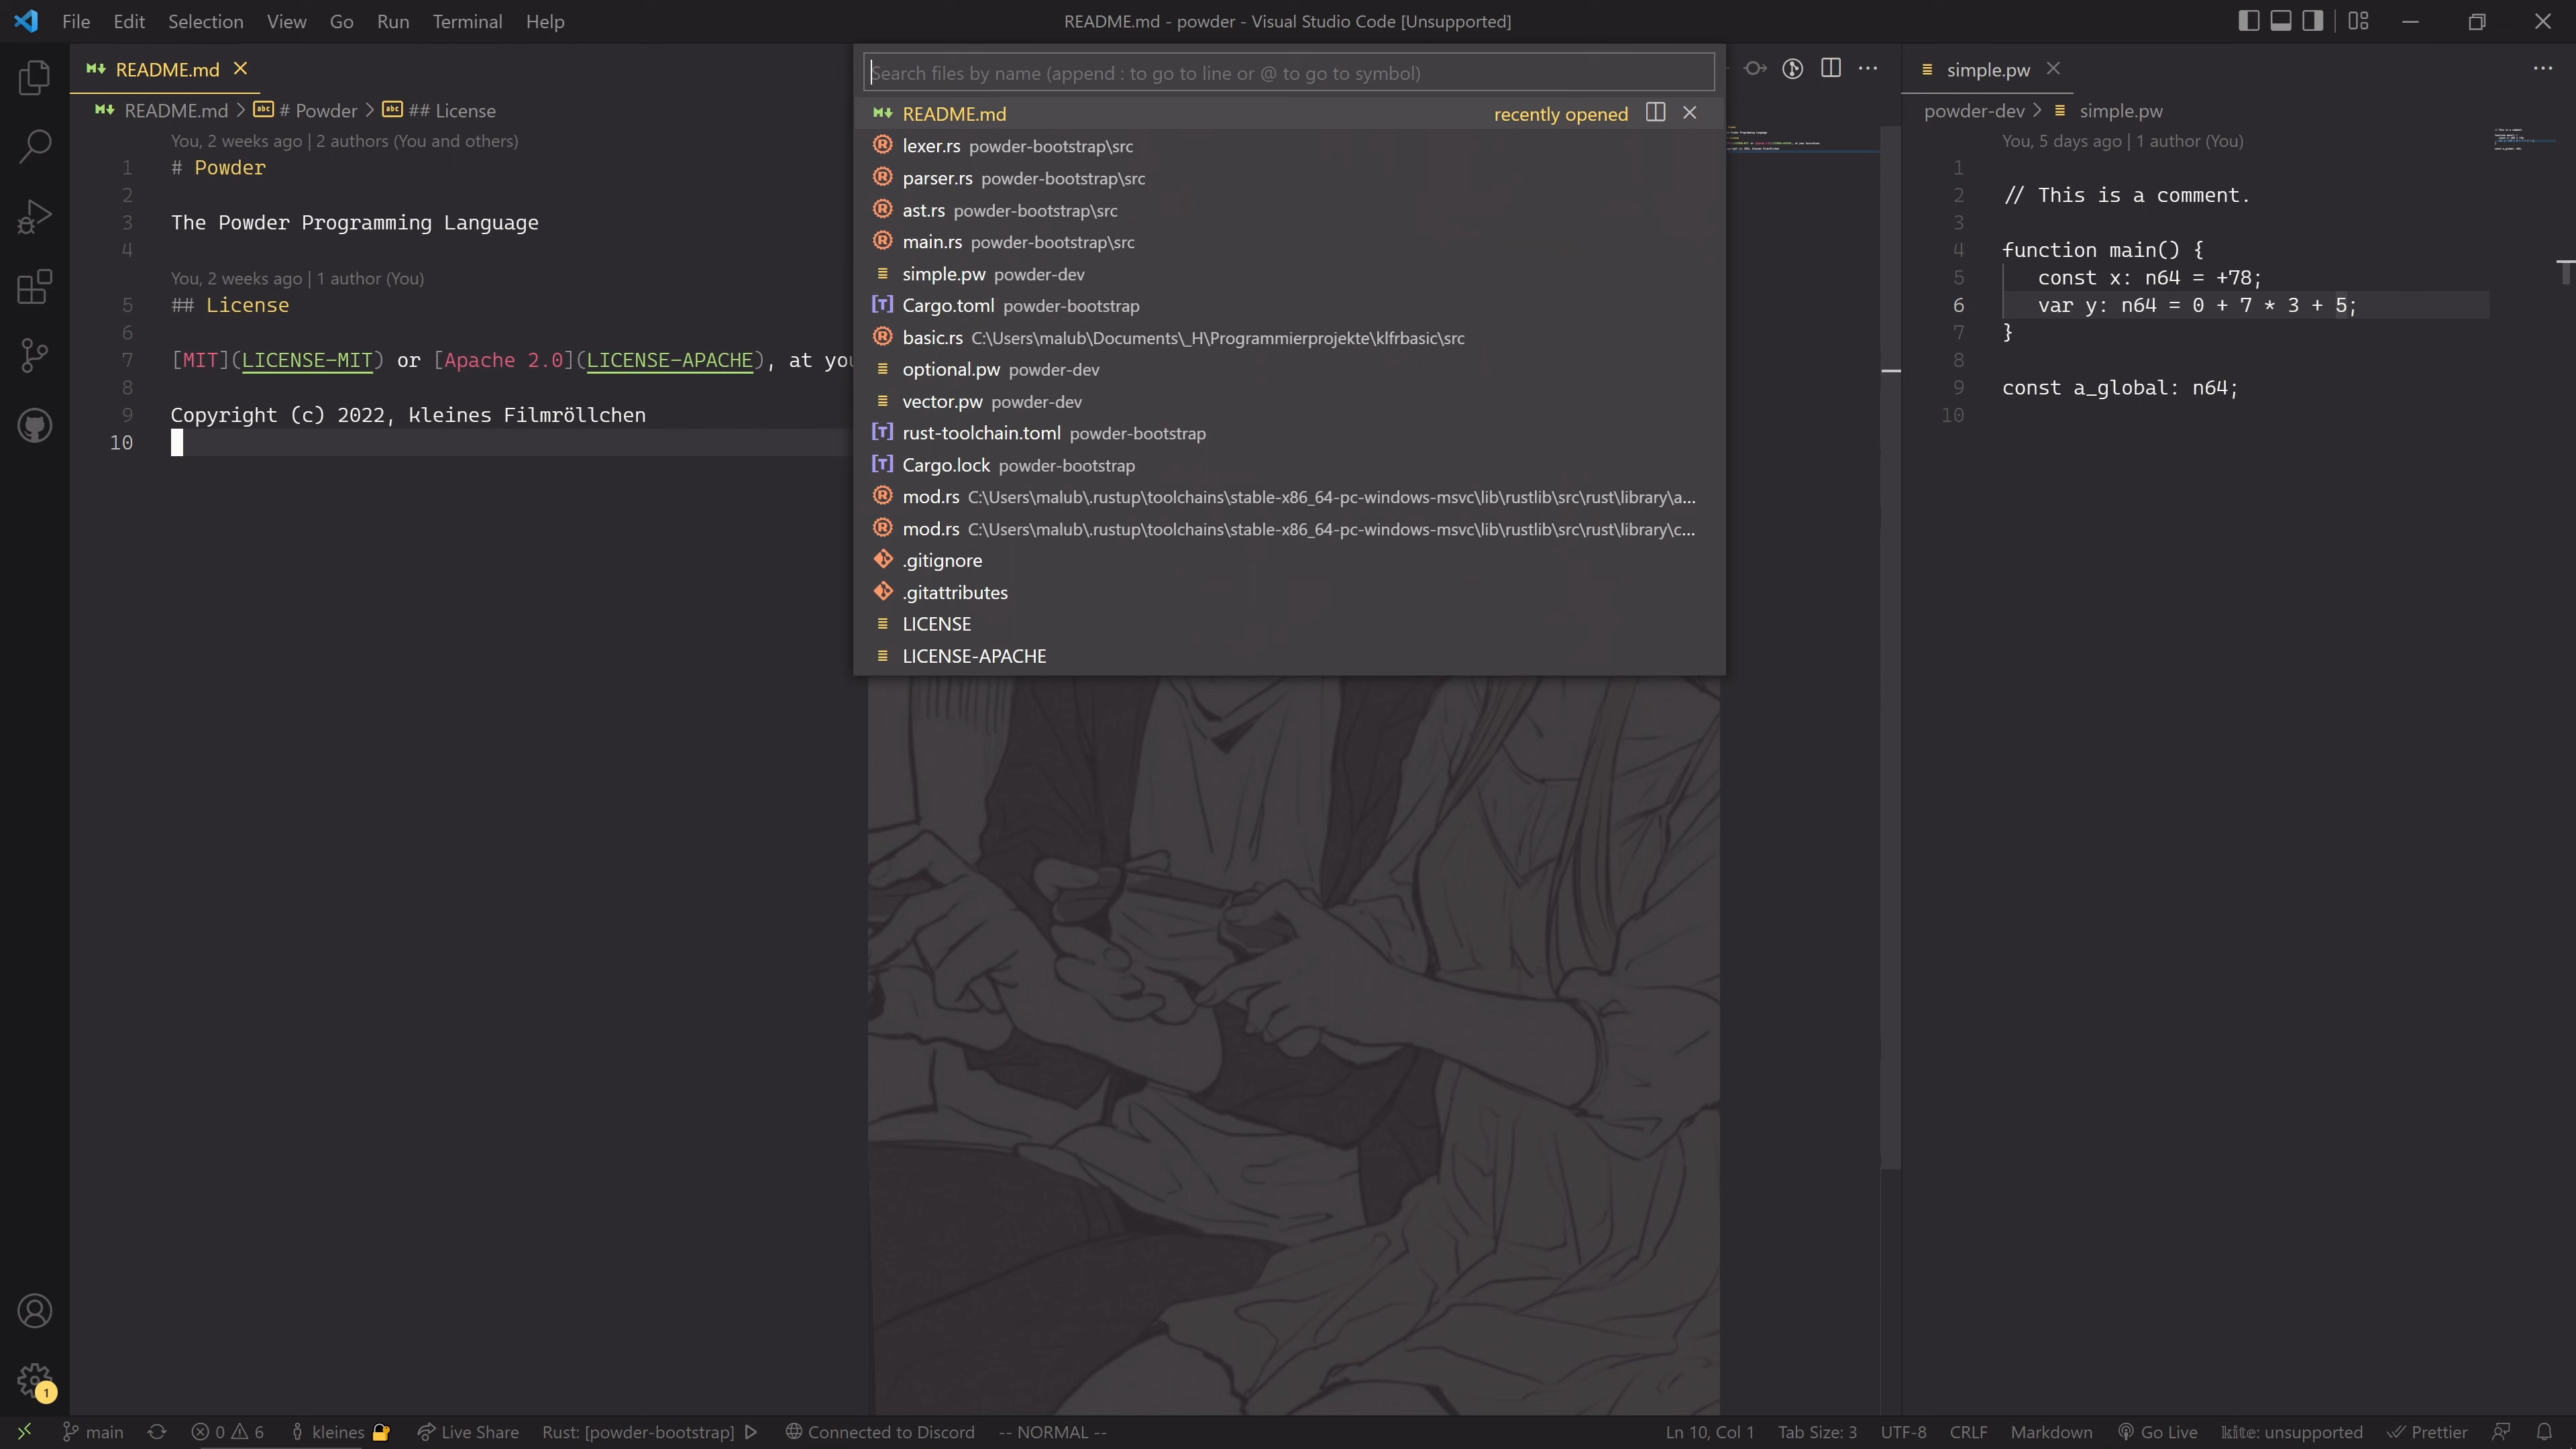 File Edit Selection View Go Run Terminal Help
README.md - powder - Visual Studio Code [Unsupported]
README.md
README.md > # Powder > ## License
You, 2 weeks ago | 2 authors (You and others)
1 # Powder
2
3 The Powder Programming Language
4
You, 2 weeks ago | 1 author (You)
5 ## License
6
7 [MIT](LICENSE-MIT) or [Apache 2.0](LICENSE-APACHE), at you
8
9 Copyright (c) 2022, kleines Filmröllchen
10
Search files by name (append : to go to line or @ to go to symbol)
README.md recently opened
lexer.rs powder-bootstrap\src
parser.rs powder-bootstrap\src
ast.rs powder-bootstrap\src
main.rs powder-bootstrap\src
simple.pw powder-dev
Cargo.toml powder-bootstrap
basic.rs C:\Users\malub\Documents\_H\Programmierprojekte\klfrbasic\src
optional.pw powder-dev
vector.pw powder-dev
rust-toolchain.toml powder-bootstrap
Cargo.lock powder-bootstrap
mod.rs C:\Users\malub\.rustup\toolchains\stable-x86_64-pc-windows-msvc\lib\rustlib\src\rust\library\a...
mod.rs C:\Users\malub\.rustup\toolchains\stable-x86_64-pc-windows-msvc\lib\rustlib\src\rust\library\c...
.gitignore
.gitattributes
LICENSE
LICENSE-APACHE
simple.pw
powder-dev > simple.pw
You, 5 days ago | 1 author (You)
1
2 // This is a comment.
3
4 function main() {
5 const x: n64 = +78;
6 var y: n64 = 0 + 7 * 3 + 5;
7 }
8
9 const a_global: n64;
10
1
main 0 6 kleines Live Share Rust: [powder-bootstrap] Connected to Discord -- NORMAL -- Ln 10, Col 1 Tab Size: 3 UTF-8 CRLF Markdown Go Live kite: unsupported Prettier